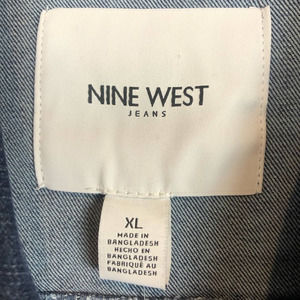 NINE WEST
JEANS
XL
MADE IN
BANGLADESH
HECHO EN
BANGLADESH
FABRIQUÉ AU
BANGLADESH